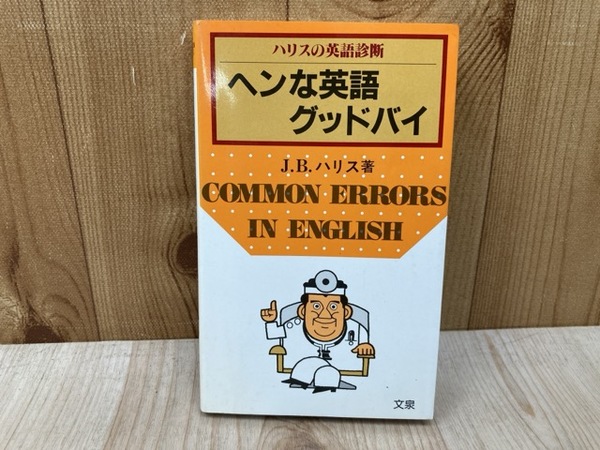 ハリスの英語診断
ヘンな英語
グッドバイ
J.B.ハリス著
COMMON ERRORS
IN ENGLISH
文泉